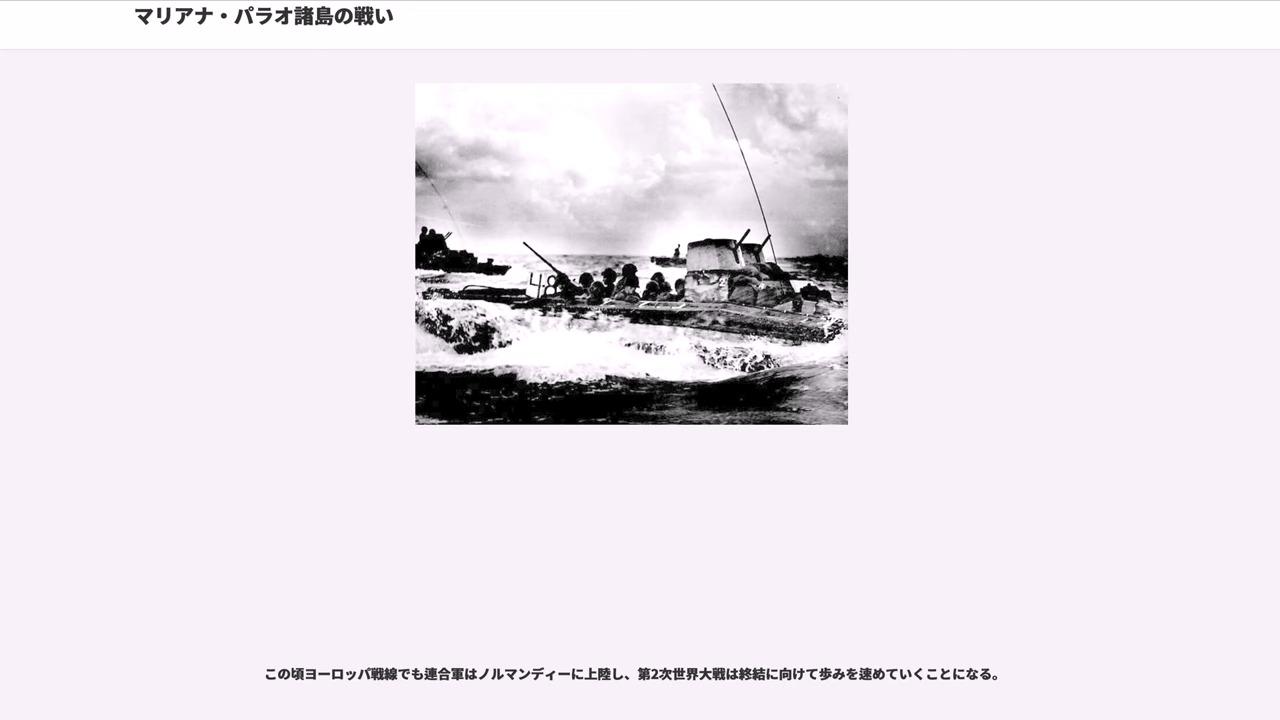 マリアナ・パラオ諸島の戦い
48
この頃ヨーロッパ戦線でも連合軍はノルマンディーに上陸し、第2次世界大戦は終結に向けて歩みを速めていくことになる。